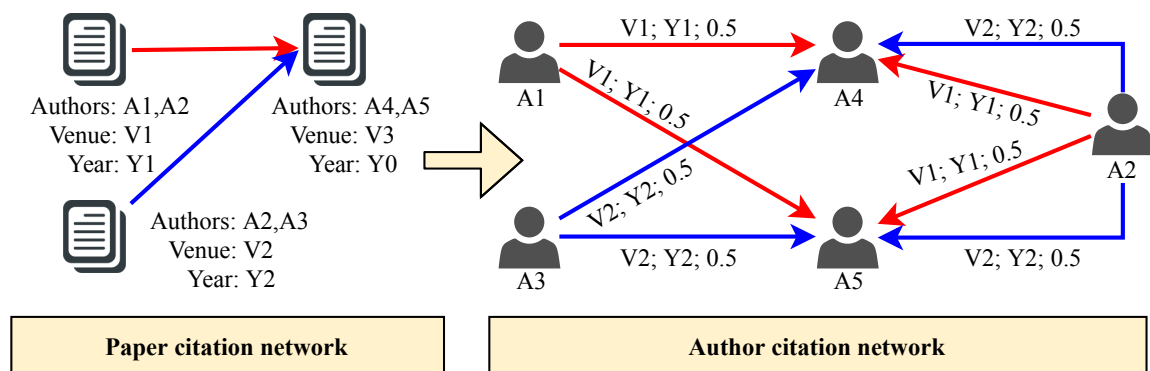 Authors: A1,A2
Venue: V1
Year: Y1
Authors: A4,A5
Venue: V3
Year: Y0
Authors: A2,A3
Venue: V2
Year: Y2
Paper citation network
V1; Y1; 0.5
V2; Y2; 0.5
A1
A4
V1; Y1; 0.5
V1; Y1; 0.5
A2
V1; Y1; 0.5
V2; Y2; 0.5
V2; Y2; 0.5
V2; Y2; 0.5
A3
A5
Author citation network